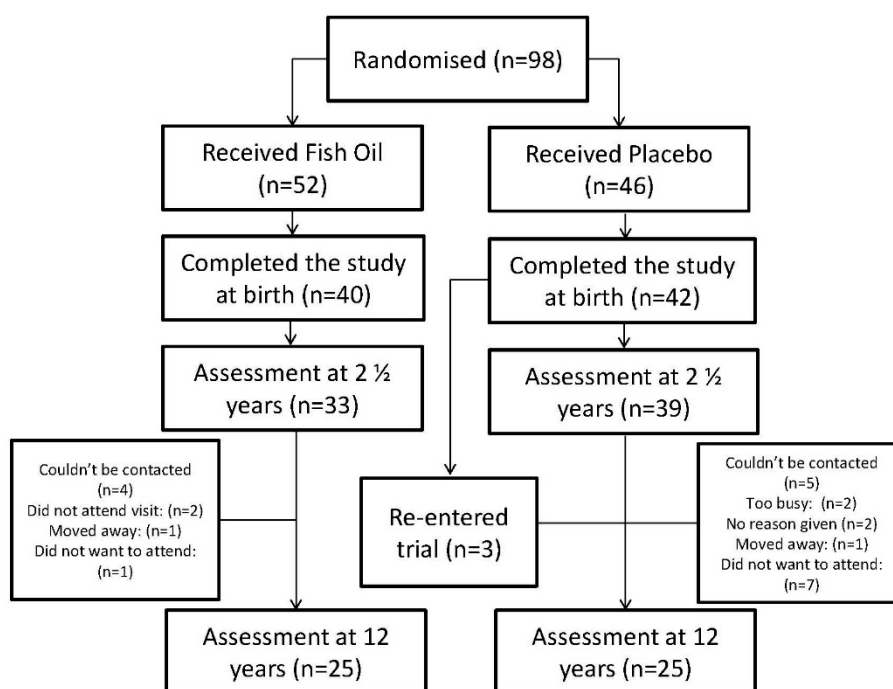 Randomised (n=98)
Received Fish Oil
(n=52)
Received Placebo
(n=46)
Completed the study
at birth (n=40)
Completed the study
at birth (n=42)
Assessment at 2 ½
years (n=33)
Assessment at 2 ½
years (n=39)
Couldn't be contacted
(n=4)
Did not attend visit: (n=2)
Moved away: (n=1)
Did not want to attend:
(n=1)
Re-entered
trial (n=3)
Couldn't be contacted
(n=5)
Too busy: (n=2)
No reason given (n=2)
Moved away: (n=1)
Did not want to attend:
(n=7)
Assessment at 12
years (n=25)
Assessment at 12
years (n=25)